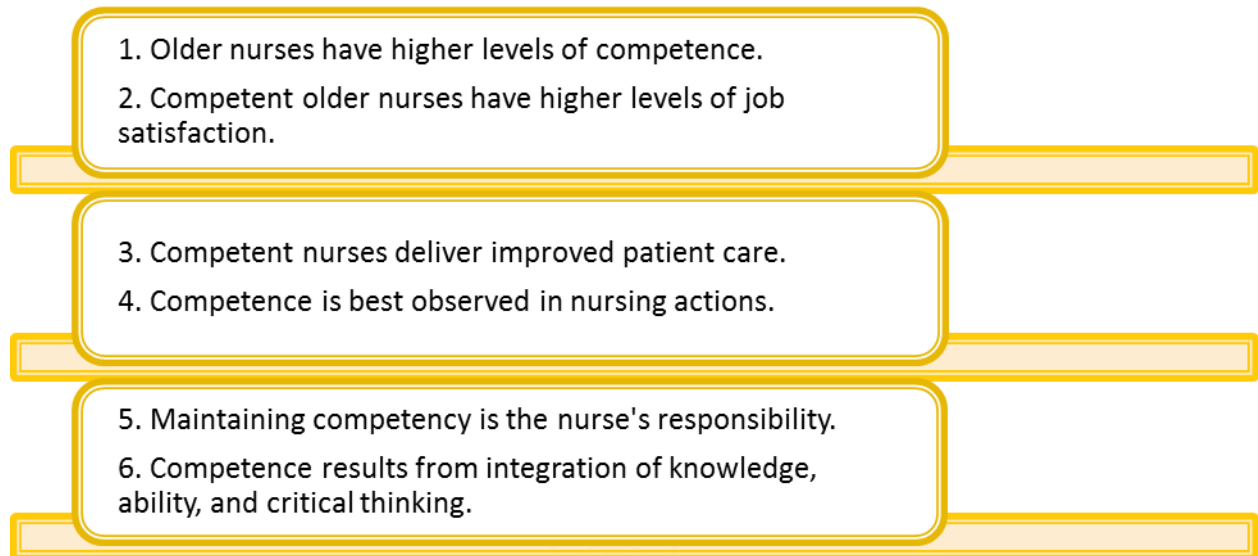 1. Older nurses have higher levels of competence.
2. Competent older nurses have higher levels of job
satisfaction.
3. Competent nurses deliver improved patient care.
4. Competence is best observed in nursing actions.
5. Maintaining competency is the nurse's responsibility.
6. Competence results from integration of knowledge,
ability, and critical thinking.